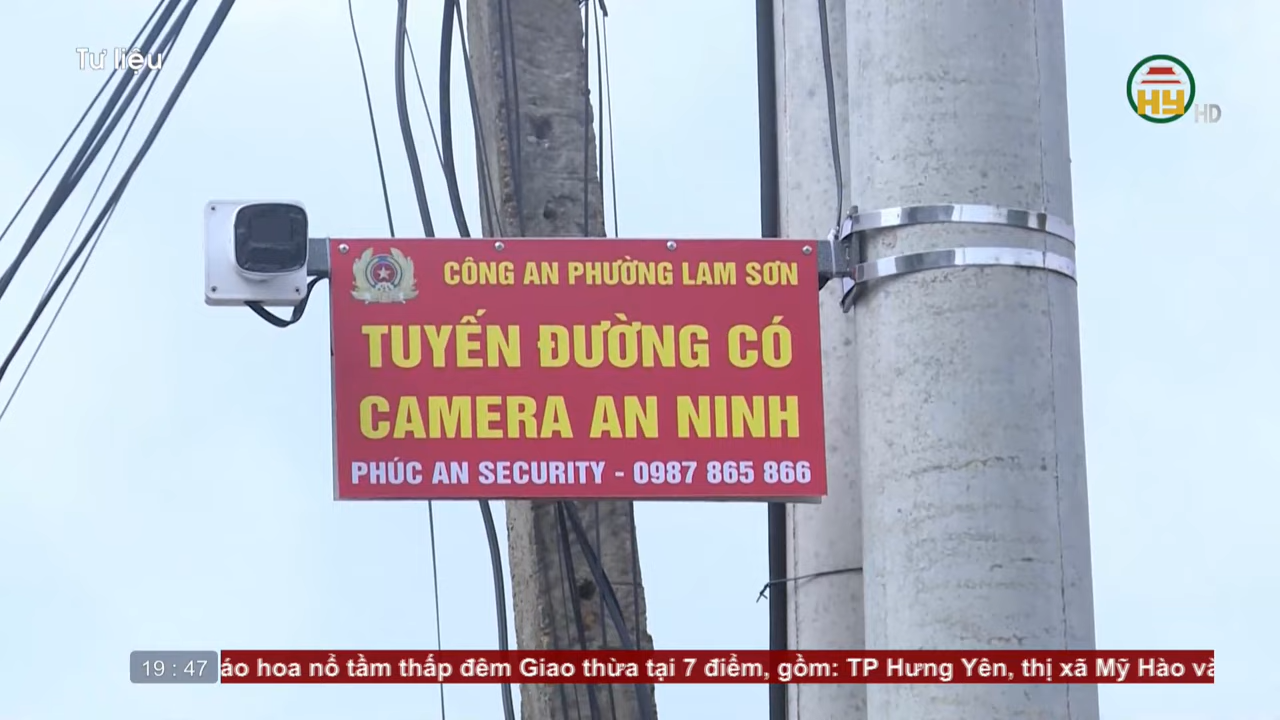 Tư liệu
HY HD
CÔNG AN PHƯỜNG LAM SƠN
TUYẾN ĐƯỜNG CÓ
CAMERA AN NINH
PHÚC AN SECURITY - 0987 865 866
19 : 47
áo hoa nổ tầm thấp đêm Giao thừa tại 7 điểm, gồm: TP Hưng Yên, thị xã Mỹ Hào và